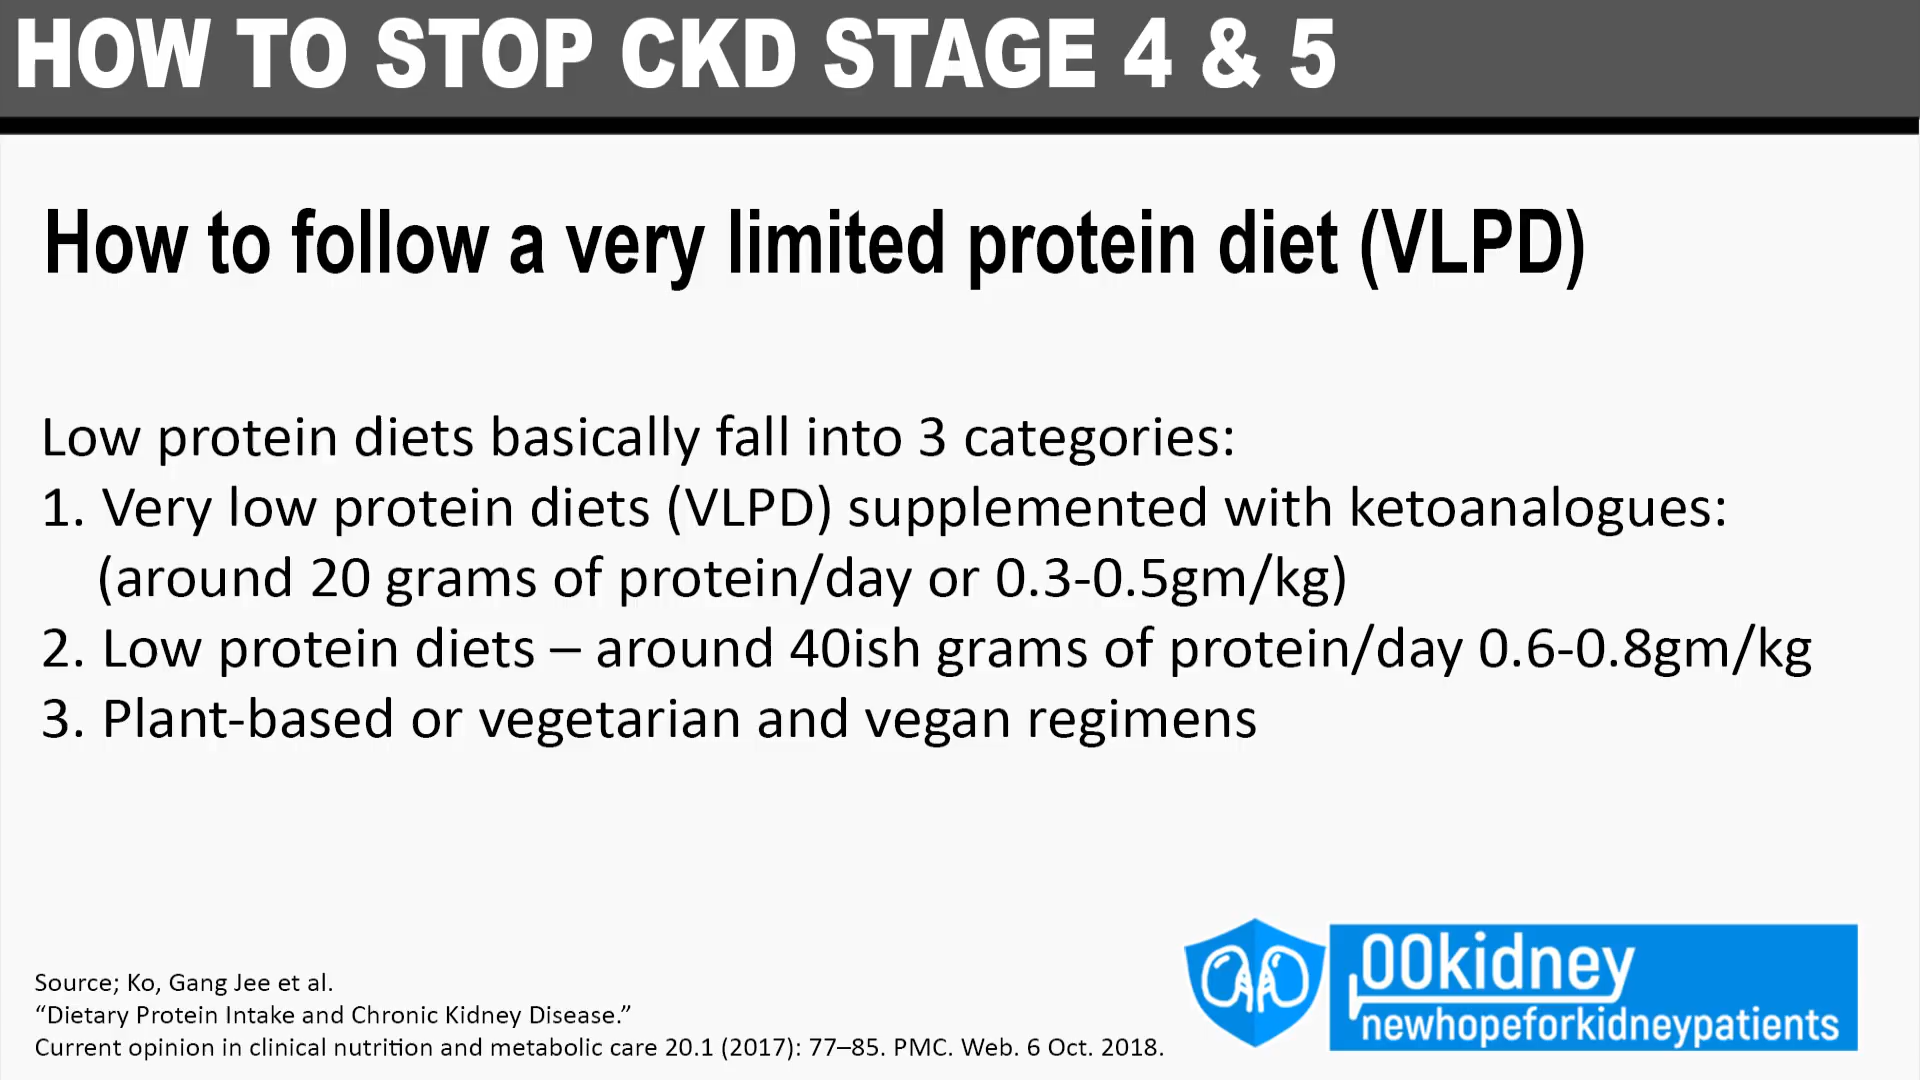 HOW TO STOP CKD STAGE 4 & 5
How to follow a very limited protein diet (VLPD)
Low protein diets basically fall into 3 categories:
1. Very low protein diets (VLPD) supplemented with ketoanalogues:
(around 20 grams of protein/day or 0.3-0.5gm/kg)
2. Low protein diets – around 40ish grams of protein/day 0.6-0.8gm/kg
3. Plant-based or vegetarian and vegan regimens
Source; Ko, Gang Jee et al.
“Dietary Protein Intake and Chronic Kidney Disease.”
Current opinion in clinical nutrition and metabolic care 20.1 (2017): 77–85. PMC. Web. 6 Oct. 2018.
00kidney
newhopeforkidneypatients